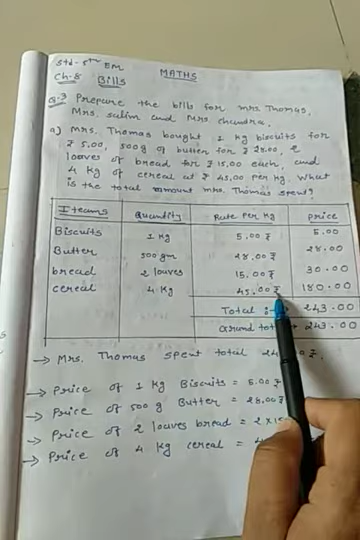 Std-5th EM
MATHS
Ch.8 Bills
Q.3 Prepare the bills for mrs Thomas,
Mrs. Salim and Mrs. Chandra.
a) Mrs. Thomas bought 1 kg biscuits for
₹ 5.00, 500g of butter for ₹ 28.00, 2
loaves of bread for ₹ 15.00 each, and
4 kg of cereal at ₹ 45.00 per kg. What
is the total amount mrs. Thomas spent?
Iteams Quantity Rate Per Kg price
Biscuits 1 kg 5.00₹ 5.00
Butter 500 gm 28.00₹ 28.00
bread 2 loaves 15.00₹ 30.00
cereal 4 kg 45.00₹ 180.00
Total 243.00
Grand 243.00
→ Mrs. Thomas spent total
→ Price of 1 Kg Biscuits = 5.00₹
→ Price of 500 g Butter = 28.00₹
→ Price of 2 loaves bread = 2 x
→ Price of 4 kg cereal =